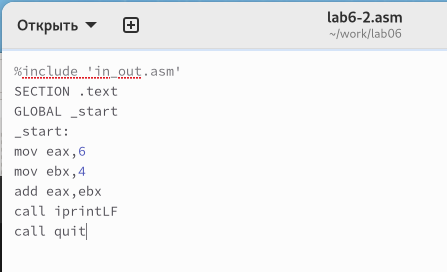 Открыть
lab6-2.asm
~/work/lab06
%include 'in_out.asm'
SECTION .text
GLOBAL _start
_start:
mov eax,6
mov ebx,4
add eax,ebx
call iprintLF
call quit